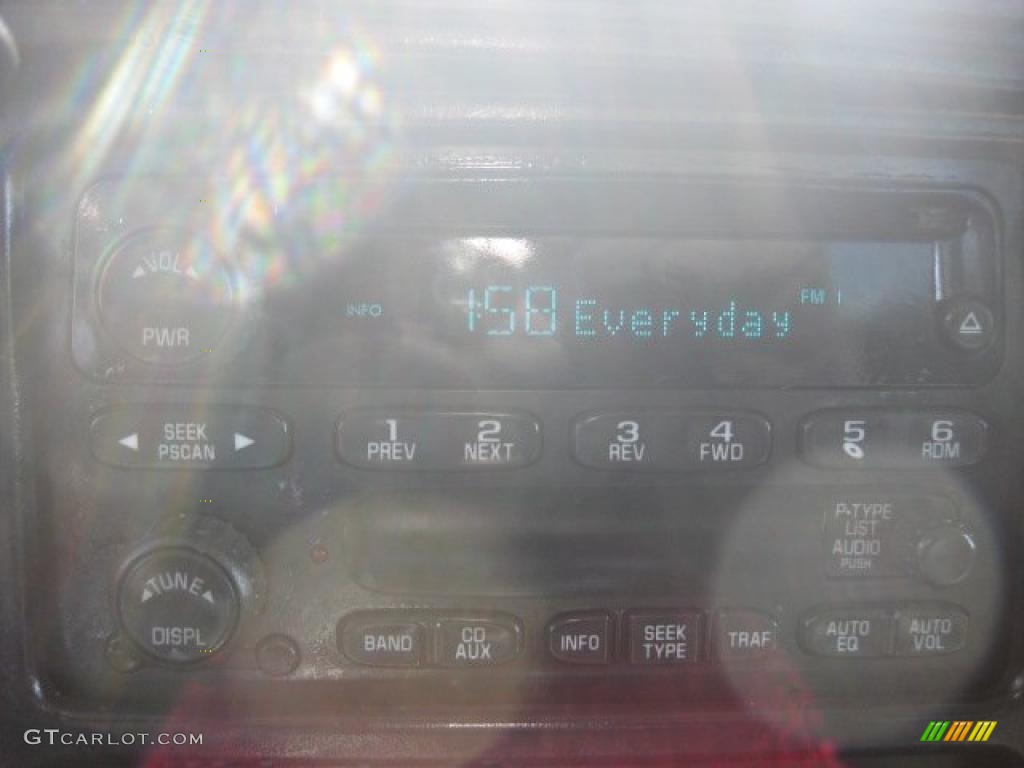 VOL
PWR
INFO
1:58 Everyday
FM 1
SEEK
PSCAN
1
PREV
2
NEXT
3
REV
4
FWD
5
6
RDM
P-TYPE
LIST
AUDIO
PUSH
TUNE
DISPL
BAND
CD
AUX
INFO
SEEK
TYPE
TRAF
AUTO
EQ
AUTO
VOL
GTCARLOT.COM